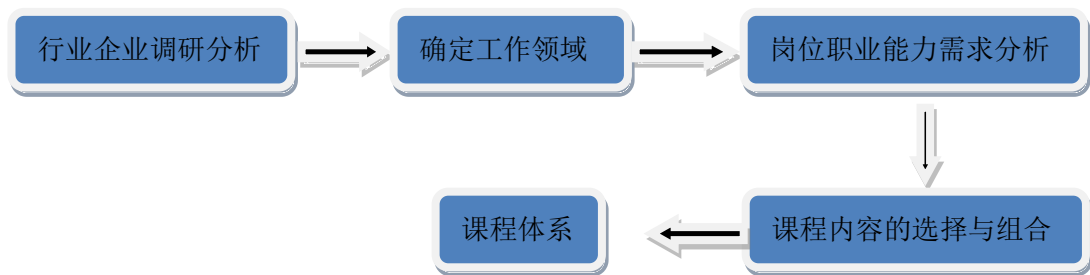 行业企业调研分析
确定工作领域
岗位职业能力需求分析
课程内容的选择与组合
课程体系